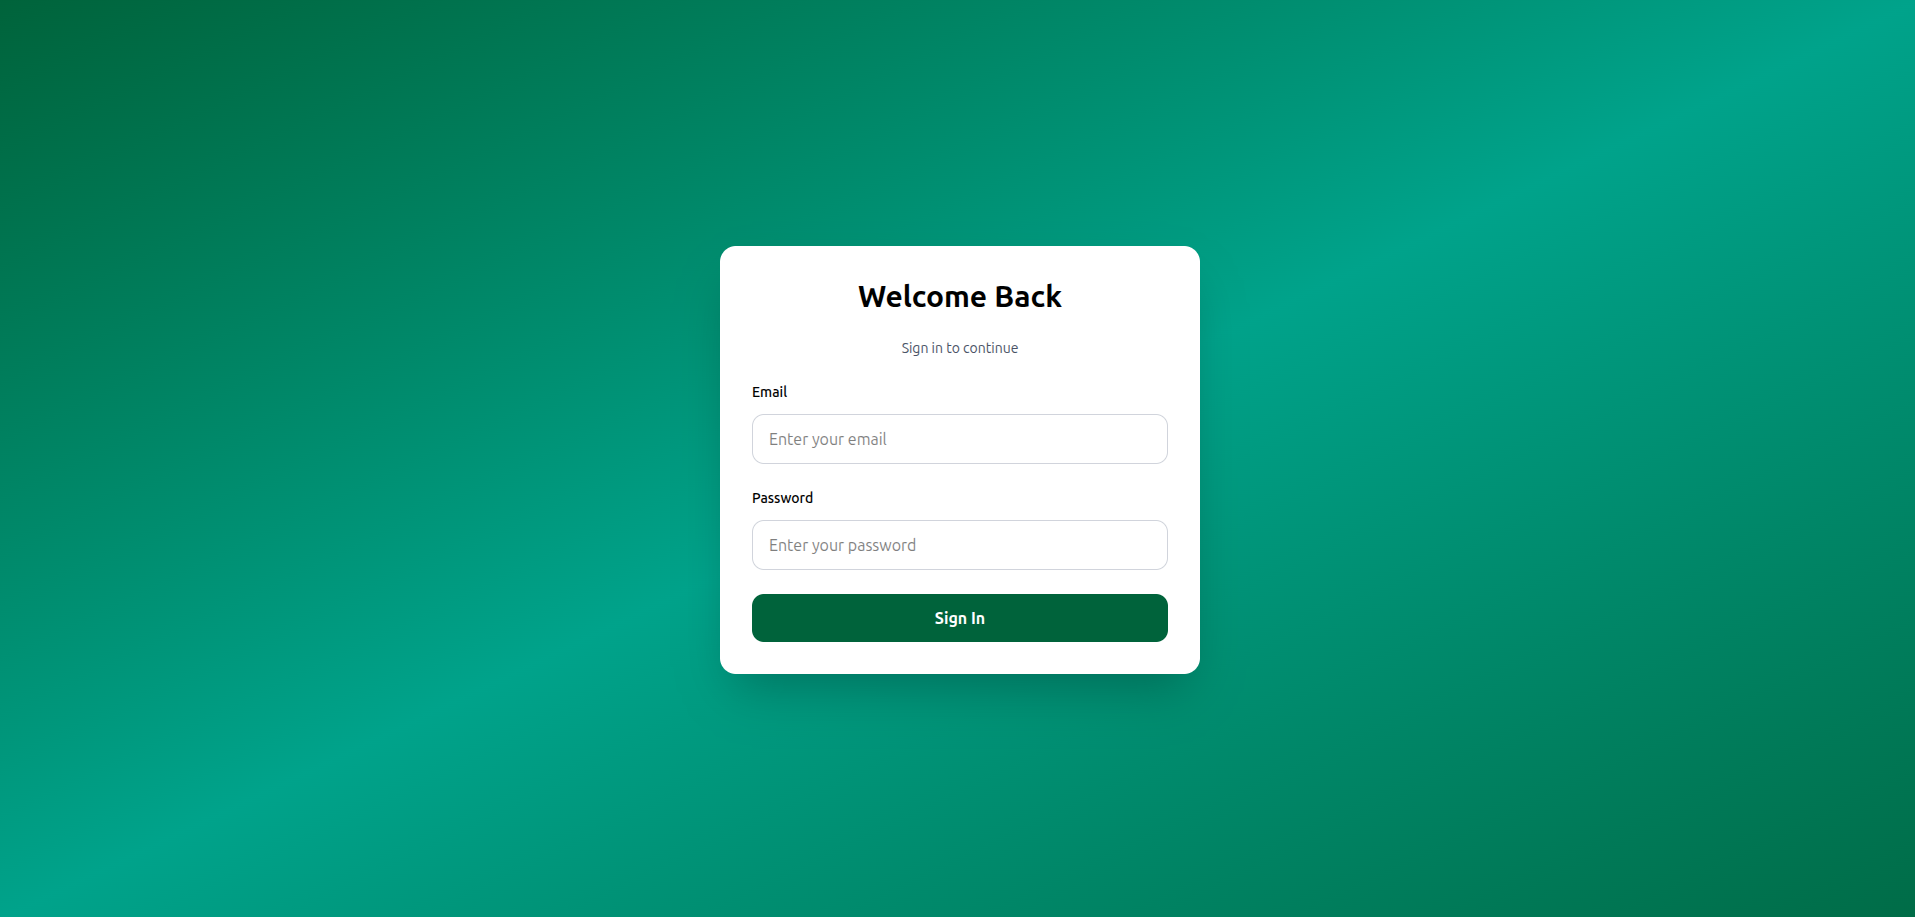 Welcome Back
Sign in to continue
Email
Enter your email
Password
Enter your password
Sign In